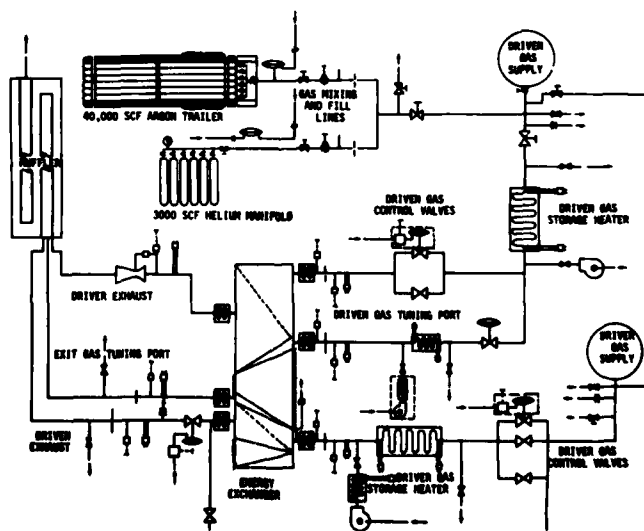 DRIVER GAS
SUPPLY
40,000 SCF ARGON TRAILER
GAS MIXING
AND FILL
LINES
3000 SCF HELIUM MANIFOLD
DRIVEN GAS
CONTROL VALVES
DRIVEN GAS
STORAGE HEATER
DRIVER EXHAUST
DRIVEN GAS TUNING PORT
EXIT GAS TUNING PORT
DRIVER GAS
SUPPLY
DRIVEN
EXHAUST
ENERGY
EXCHANGER
DRIVER GAS
STORAGE HEATER
DRIVER GAS
CONTROL VALVES